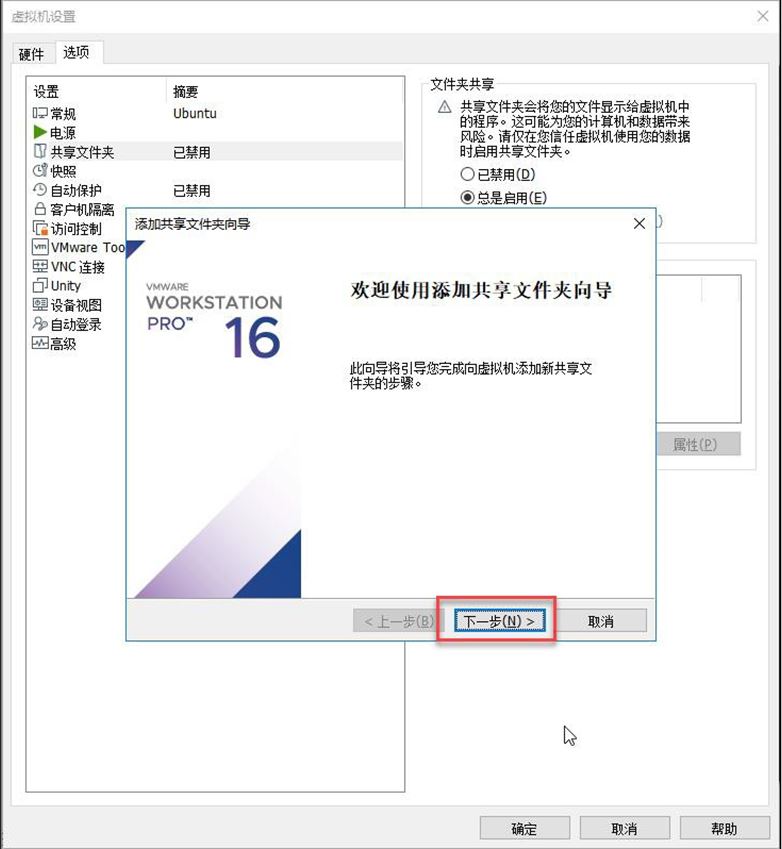 虚拟机设置
硬件 选项
设置 摘要
常规 Ubuntu
电源
共享文件夹 已禁用
快照
自动保护 已禁用
客户机隔离
访问控制
VMware Too
VNC 连接
Unity
设备视图
自动登录
高级
文件夹共享
共享文件夹会将您的文件显示给虚拟机中
的程序。这可能为您的计算机和数据带来
风险。请仅在您信任虚拟机使用您的数据
时启用共享文件夹。
已禁用(D)
总是启用(E)
)
属性(P)
添加共享文件夹向导
VMWARE
WORKSTATION
PRO™ 16
欢迎使用添加共享文件夹向导
此向导将引导您完成向虚拟机添加新共享文
件夹的步骤。
< 上一步(B)
下一步(N) >
取消
确定 取消 帮助